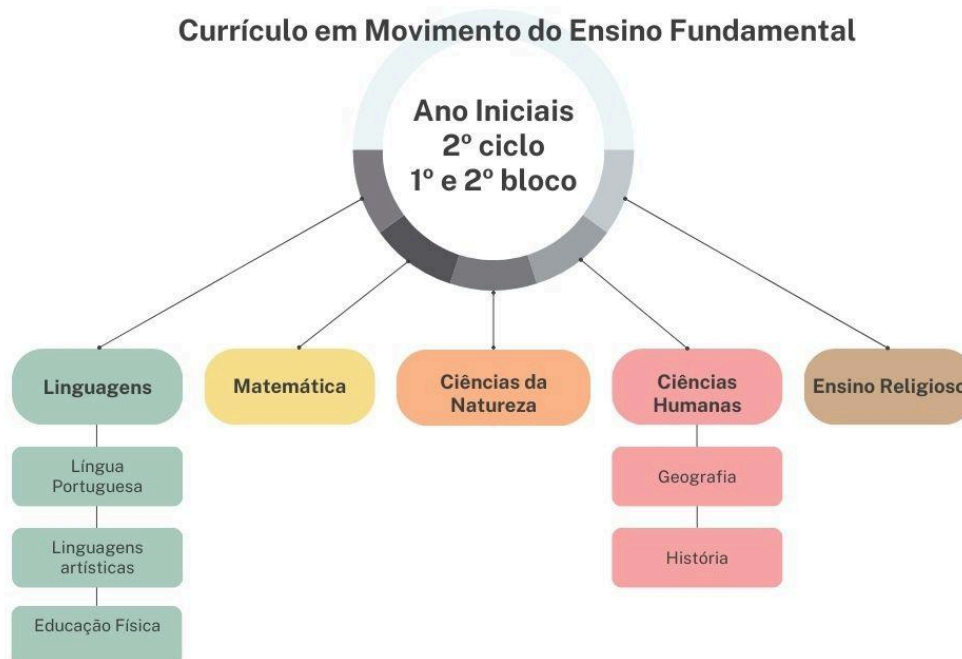 Currículo em Movimento do Ensino Fundamental
Ano Iniciais
2º ciclo
1º e 2º bloco
Linguagens
Matemática
Ciências da
Natureza
Ciências
Humanas
Ensino Religioso
Língua
Portuguesa
Geografia
Linguagens
artísticas
História
Educação Física